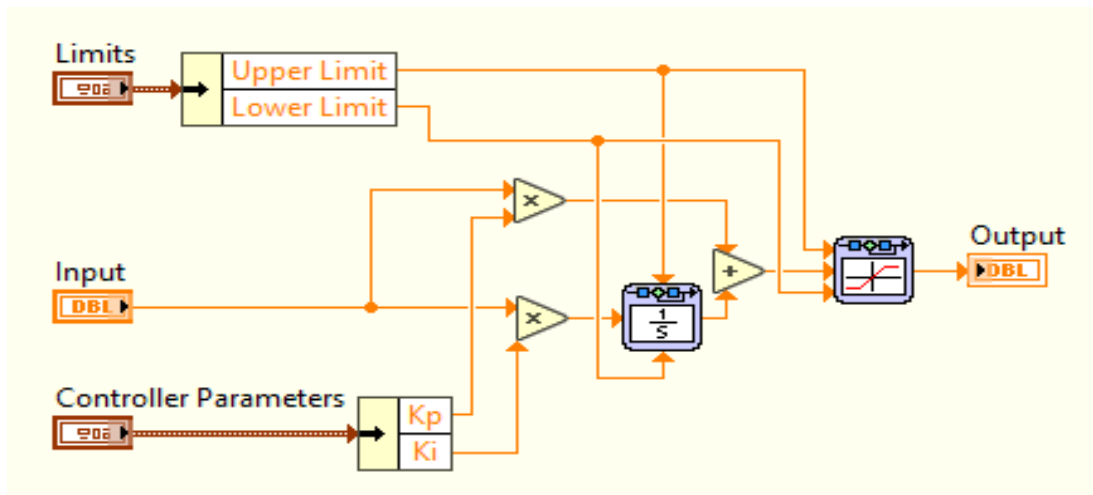 Limits
Upper Limit
Lower Limit
×
Input
DBL
×
+
1
S
Output
DBL
Controller Parameters
Kp
Ki